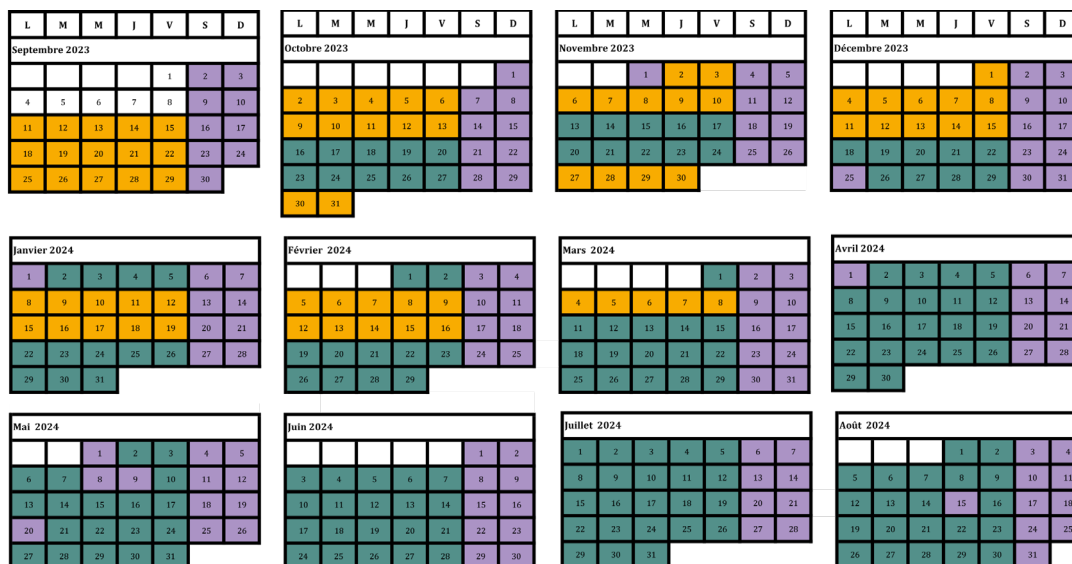 L M M J V S D
Septembre 2023
1 2 3
4 5 6 7 8 9 10
11 12 13 14 15 16 17
18 19 20 21 22 23 24
25 26 27 28 29 30
L M M J V S D
Octobre 2023
1
2 3 4 5 6 7 8
9 10 11 12 13 14 15
16 17 18 19 20 21 22
23 24 25 26 27 28 29
30 31
L M M J V S D
Novembre 2023
1 2 3 4 5
6 7 8 9 10 11 12
13 14 15 16 17 18 19
20 21 22 23 24 25 26
27 28 29 30
L M M J V S D
Décembre 2023
1 2 3
4 5 6 7 8 9 10
11 12 13 14 15 16 17
18 19 20 21 22 23 24
25 26 27 28 29 30 31
Janvier 2024
1 2 3 4 5 6 7
8 9 10 11 12 13 14
15 16 17 18 19 20 21
22 23 24 25 26 27 28
29 30 31
Février 2024
1 2 3 4
5 6 7 8 9 10 11
12 13 14 15 16 17 18
19 20 21 22 23 24 25
26 27 28 29
Mars 2024
1 2 3
4 5 6 7 8 9 10
11 12 13 14 15 16 17
18 19 20 21 22 23 24
25 26 27 28 29 30 31
Avril 2024
1 2 3 4 5 6 7
8 9 10 11 12 13 14
15 16 17 18 19 20 21
22 23 24 25 26 27 28
29 30
Mai 2024
1 2 3 4 5
6 7 8 9 10 11 12
13 14 15 16 17 18 19
20 21 22 23 24 25 26
27 28 29 30 31
Juin 2024
1 2
3 4 5 6 7 8 9
10 11 12 13 14 15 16
17 18 19 20 21 22 23
24 25 26 27 28 29 30
Juillet 2024
1 2 3 4 5 6 7
8 9 10 11 12 13 14
15 16 17 18 19 20 21
22 23 24 25 26 27 28
29 30 31
Août 2024
1 2 3 4
5 6 7 8 9 10 11
12 13 14 15 16 17 18
19 20 21 22 23 24 25
26 27 28 29 30 31